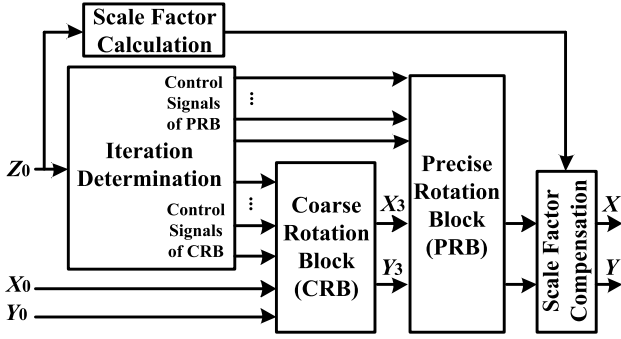 Scale Factor
Calculation
Control
Signals
of PRB
Iteration
Determination
Control
Signals
of CRB
Z0
X0
Y0
Coarse
Rotation
Block
(CRB)
X3
Y3
Precise
Rotation
Block
(PRB)
Scale Factor
Compensation
X
Y